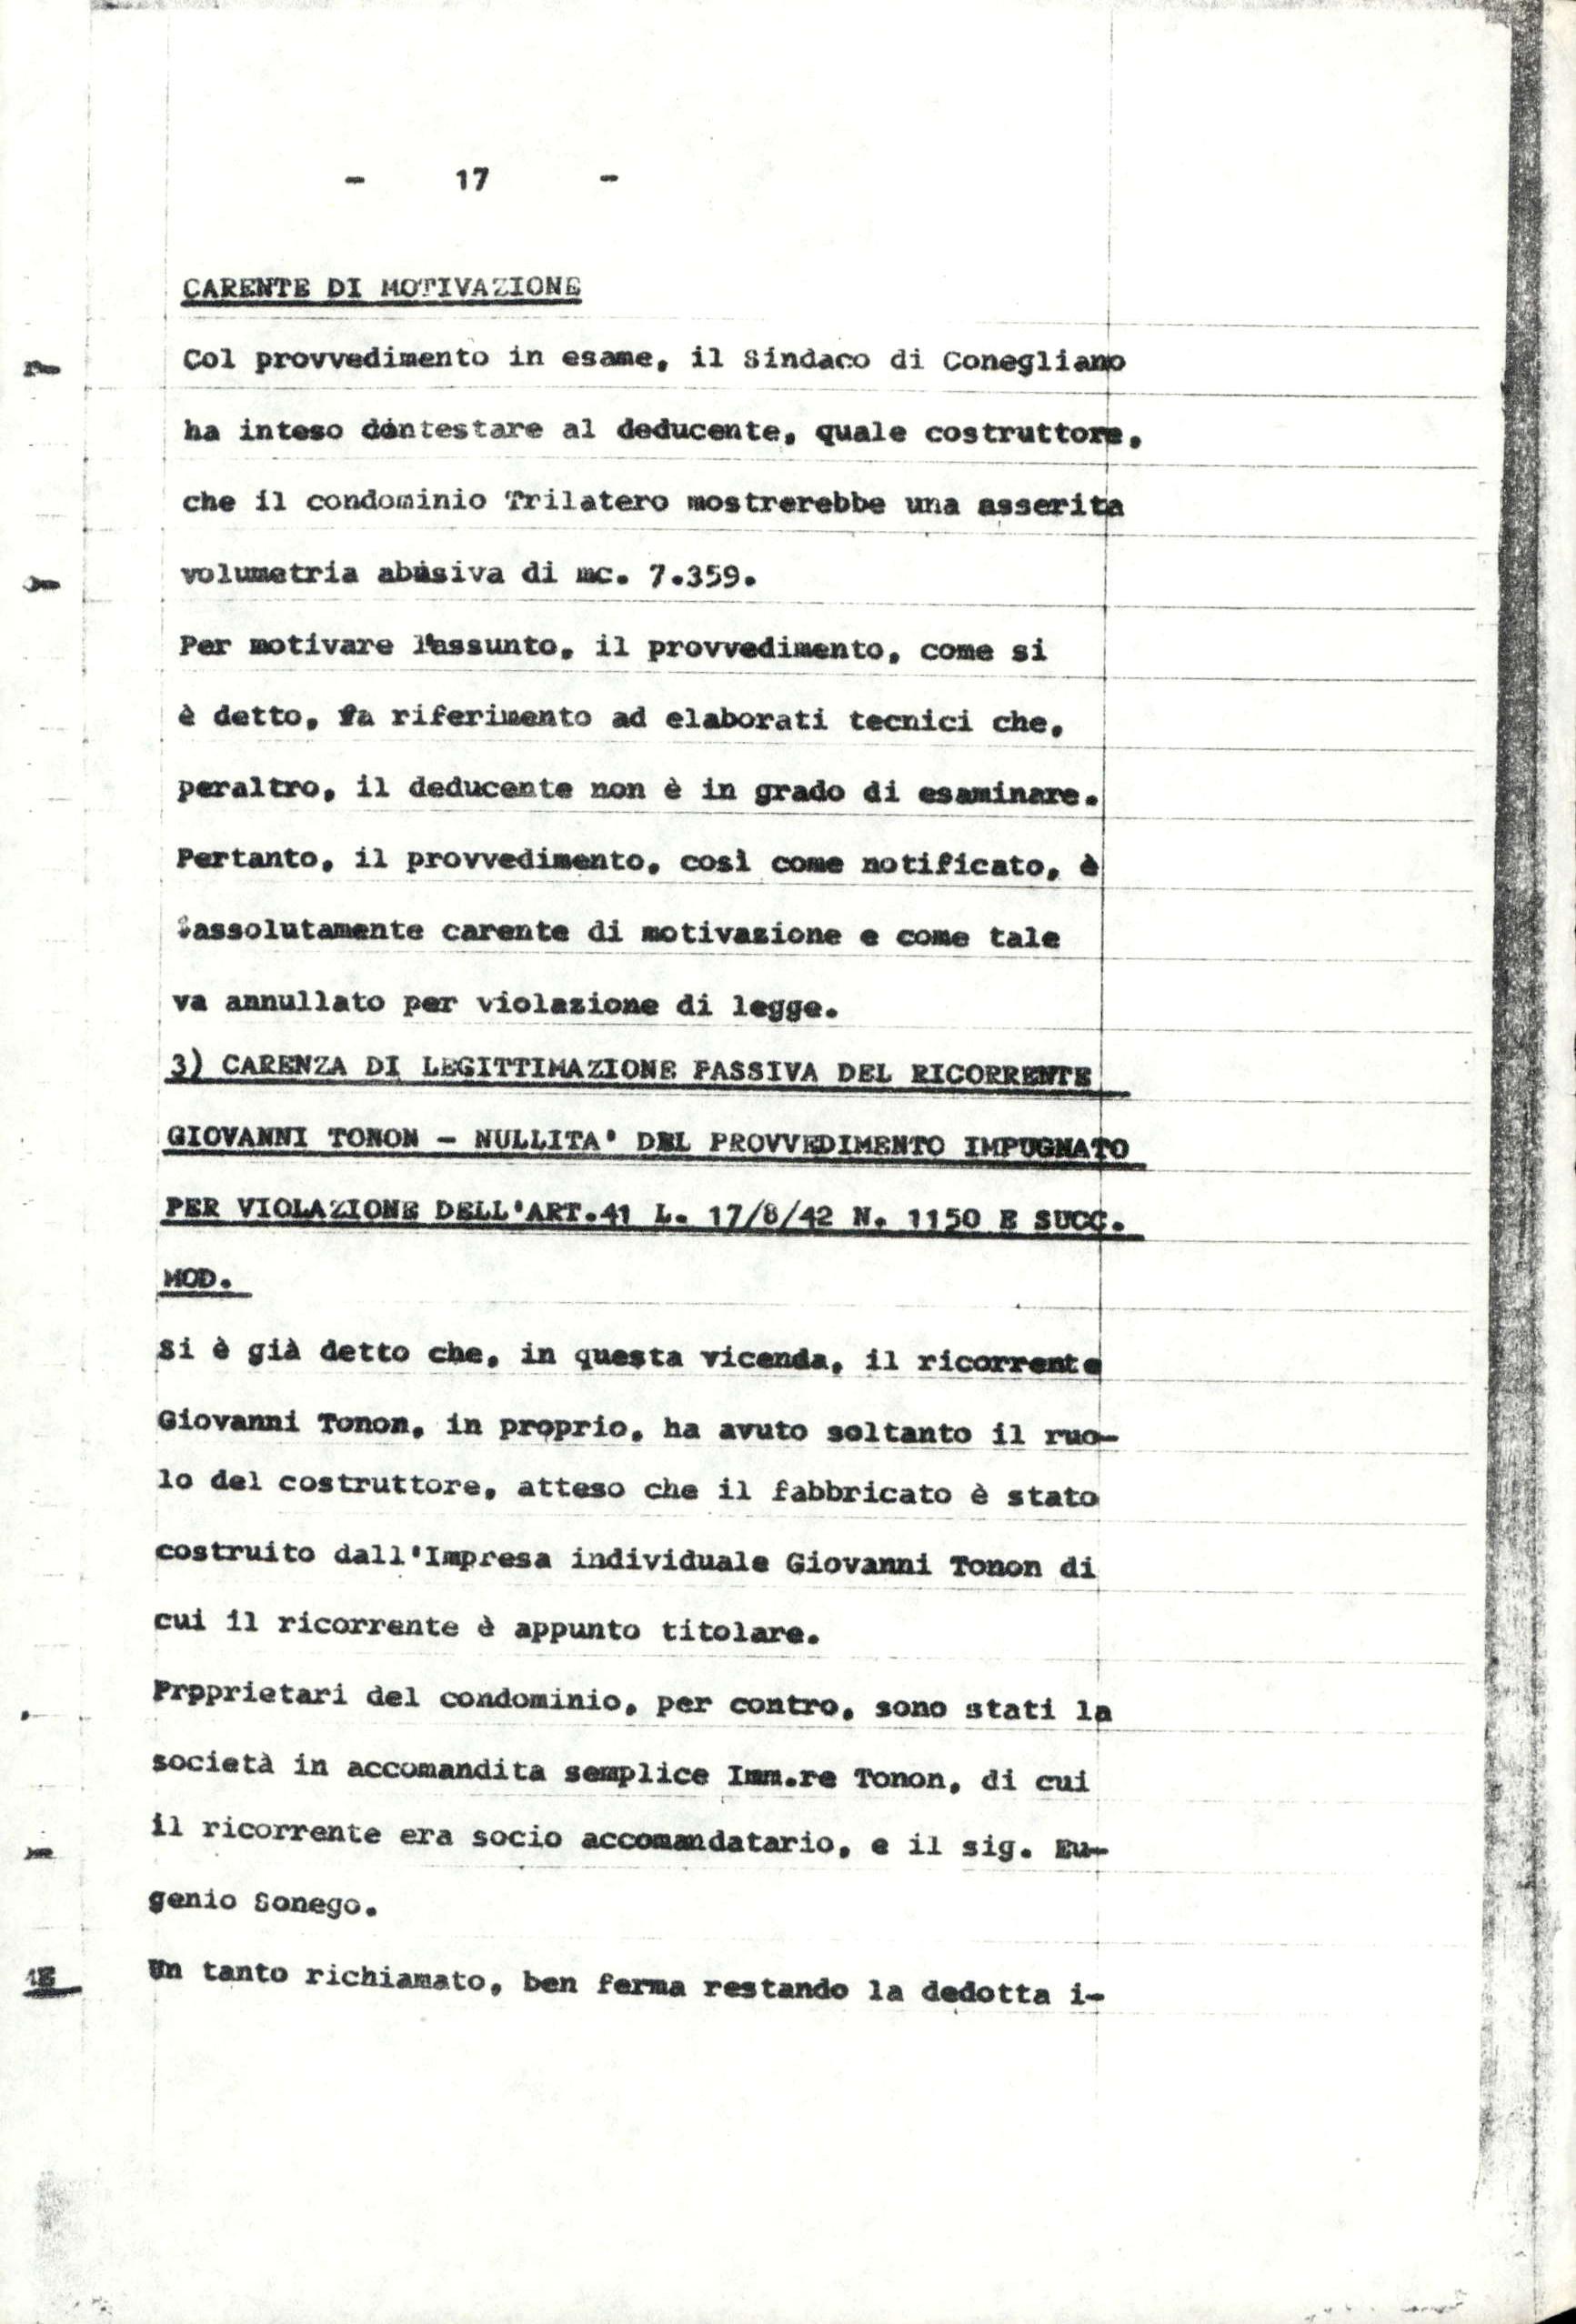 - 17 -
CARENTE DI MOTIVAZIONE
Col provvedimento in esame, il Sindaco di Conegliano
ha inteso contestare al deducente, quale costruttore,
che il condominio Trilatero mostrerebbe una asserita
volumetria abusiva di mc. 7.359.
Per motivare l'assunto, il provvedimento, come si
è detto, fa riferimento ad elaborati tecnici che,
peraltro, il deducente non è in grado di esaminare.
Pertanto, il provvedimento, così come notificato, è
assolutamente carente di motivazione e come tale
va annullato per violazione di legge.
3) CARENZA DI LEGITTIMAZIONE PASSIVA DEL RICORRENTE
GIOVANNI TONON - NULLITA' DEL PROVVEDIMENTO IMPUGNATO
PER VIOLAZIONE DELL'ART.41 L. 17/8/42 N. 1150 E SUCC.
MOD.
Si è già detto che, in questa vicenda, il ricorrente
Giovanni Tonon, in proprio, ha avuto soltanto il ruo-
lo del costruttore, atteso che il fabbricato è stato
costruito dall'Impresa individuale Giovanni Tonon di
cui il ricorrente è appunto titolare.
Prpprietari del condominio, per contro, sono stati la
società in accomandita semplice Imm.re Tonon, di cui
il ricorrente era socio accomandatario, e il sig. Eu-
genio Sonego.
Un tanto richiamato, ben ferma restando la dedotta i-